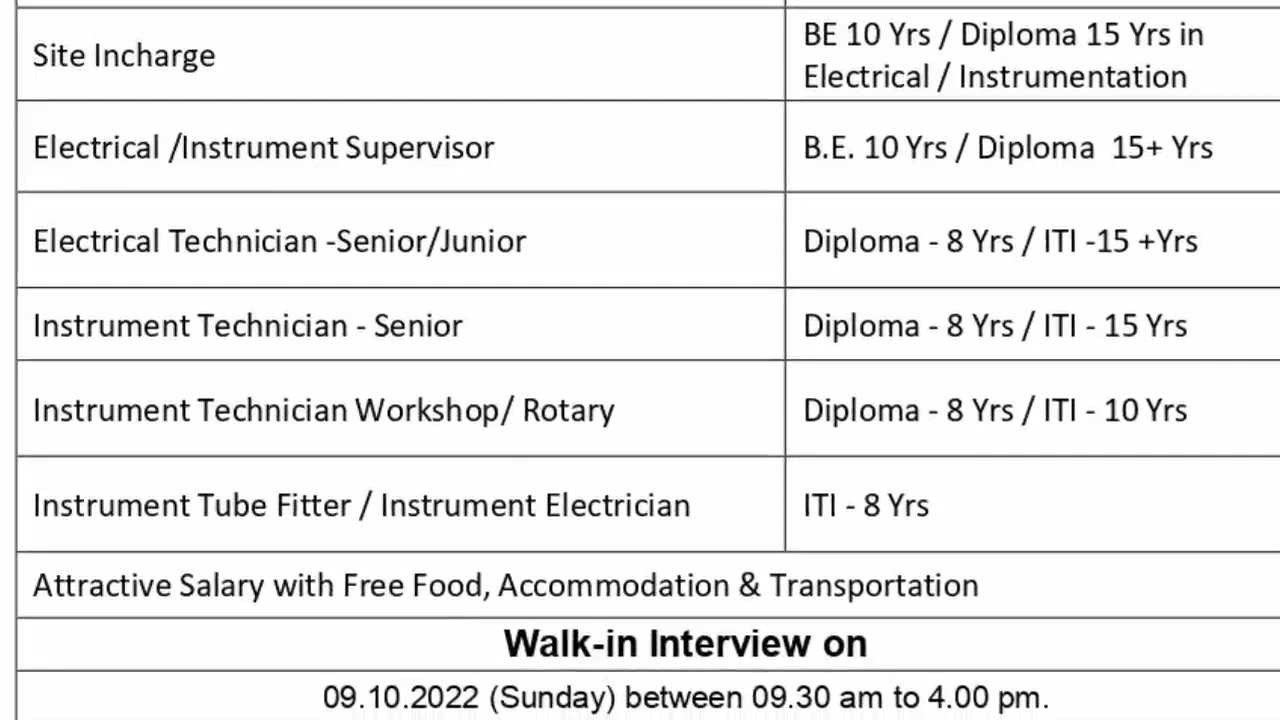 Site Incharge
BE 10 Yrs / Diploma 15 Yrs in
Electrical / Instrumentation
Electrical /Instrument Supervisor
B.E. 10 Yrs / Diploma  15+ Yrs
Electrical Technician -Senior/Junior
Diploma - 8 Yrs / ITI -15 +Yrs
Instrument Technician - Senior
Diploma - 8 Yrs / ITI - 15 Yrs
Instrument Technician Workshop/ Rotary
Diploma - 8 Yrs / ITI - 10 Yrs
Instrument Tube Fitter / Instrument Electrician
ITI - 8 Yrs
Attractive Salary with Free Food, Accommodation & Transportation
Walk-in Interview on
09.10.2022 (Sunday) between 09.30 am to 4.00 pm.